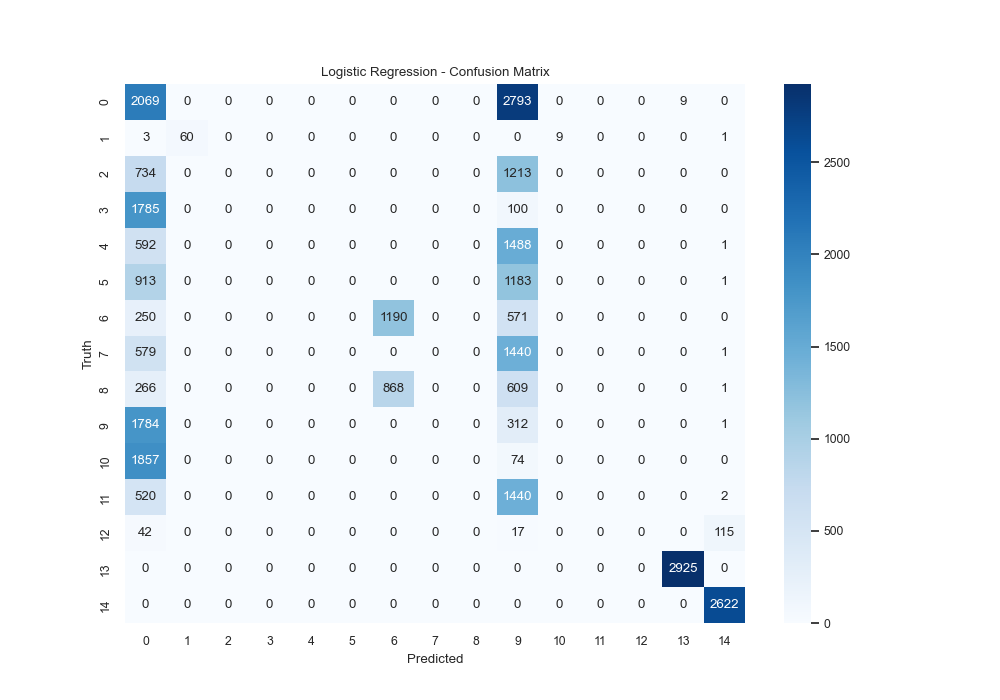 Logistic Regression - Confusion Matrix
0 2069 0 0 0 0 0 0 0 0 2793 0 0 0 9 0
1 3 60 0 0 0 0 0 0 0 0 9 0 0 0 1
2 734 0 0 0 0 0 0 0 0 1213 0 0 0 0 0
2500
3 1785 0 0 0 0 0 0 0 0 100 0 0 0 0 0
4 592 0 0 0 0 0 0 0 0 1488 0 0 0 0 1
2000
5 913 0 0 0 0 0 0 0 0 1183 0 0 0 0 1
6 250 0 0 0 0 0 1190 0 0 571 0 0 0 0 0
1500
Truth
7 579 0 0 0 0 0 0 0 0 1440 0 0 0 0 1
8 266 0 0 0 0 0 868 0 0 609 0 0 0 0 1
9 1784 0 0 0 0 0 0 0 0 312 0 0 0 0 1
1000
10 1857 0 0 0 0 0 0 0 0 74 0 0 0 0 0
11 520 0 0 0 0 0 0 0 0 1440 0 0 0 0 2
500
12 42 0 0 0 0 0 0 0 0 17 0 0 0 0 115
13 0 0 0 0 0 0 0 0 0 0 0 0 0 2925 0
14 0 0 0 0 0 0 0 0 0 0 0 0 0 0 2622
0
0 1 2 3 4 5 6 7 8 9 10 11 12 13 14
Predicted